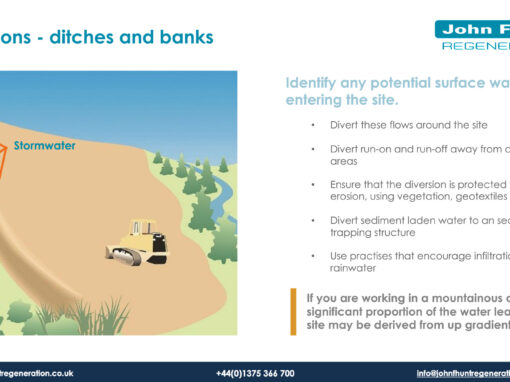 ons - ditches and banks
John F
REGENE
Stormwater
Identify any potential surface wa
entering the site.
• Divert these flows around the site
• Divert run-on and run-off away from
areas
• Ensure that the diversion is protected
erosion, using vegetation, geotextiles
• Divert sediment laden water to an se
trapping structure
• Use practises that encourage infiltratio
rainwater
If you are working in a mountainous
significant proportion of the water lea
site may be derived from up gradien
tregeneration.co.uk
+44(0)1375 366 700
info@johnfhuntregeneratio